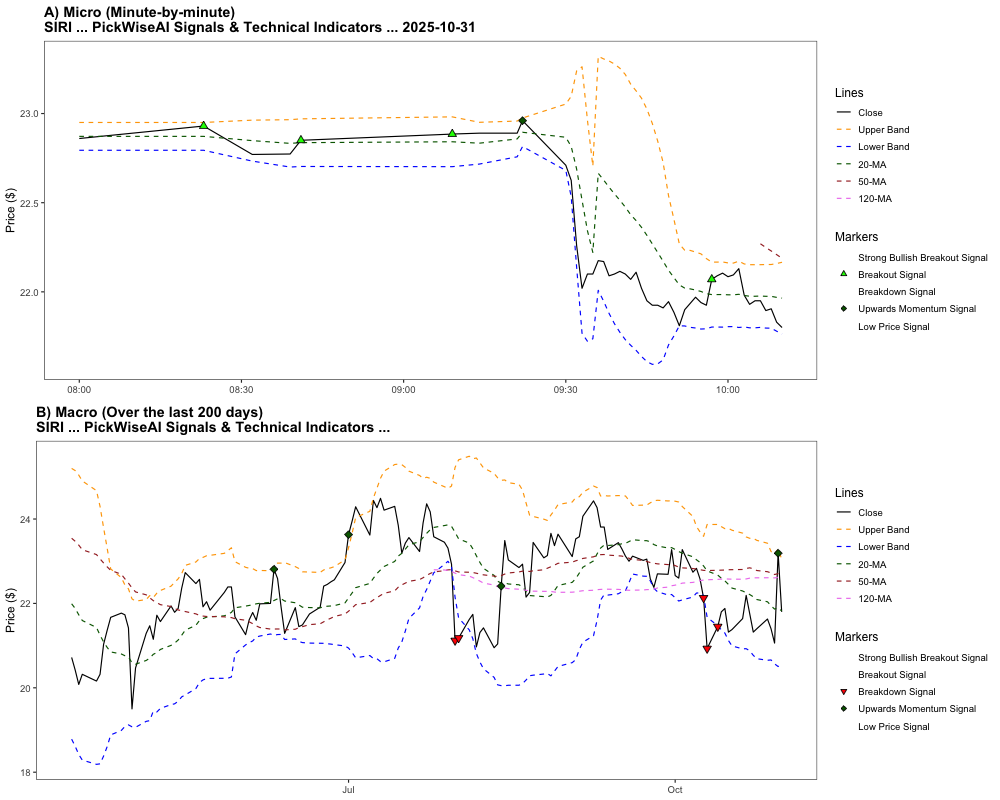 A) Micro (Minute-by-minute)
SIRI ... PickWiseAI Signals & Technical Indicators ... 2025-10-31
Price ($)
23.0
22.5
22.0
08:00
08:30
09:00
09:30
10:00
Lines
Close
Upper Band
Lower Band
20-MA
50-MA
120-MA
Markers
Strong Bullish Breakout Signal
Breakout Signal
Breakdown Signal
Upwards Momentum Signal
Low Price Signal
B) Macro (Over the last 200 days)
SIRI ... PickWiseAI Signals & Technical Indicators ...
Price ($)
24
22
20
18
Jul
Oct
Lines
Close
Upper Band
Lower Band
20-MA
50-MA
120-MA
Markers
Strong Bullish Breakout Signal
Breakout Signal
Breakdown Signal
Upwards Momentum Signal
Low Price Signal